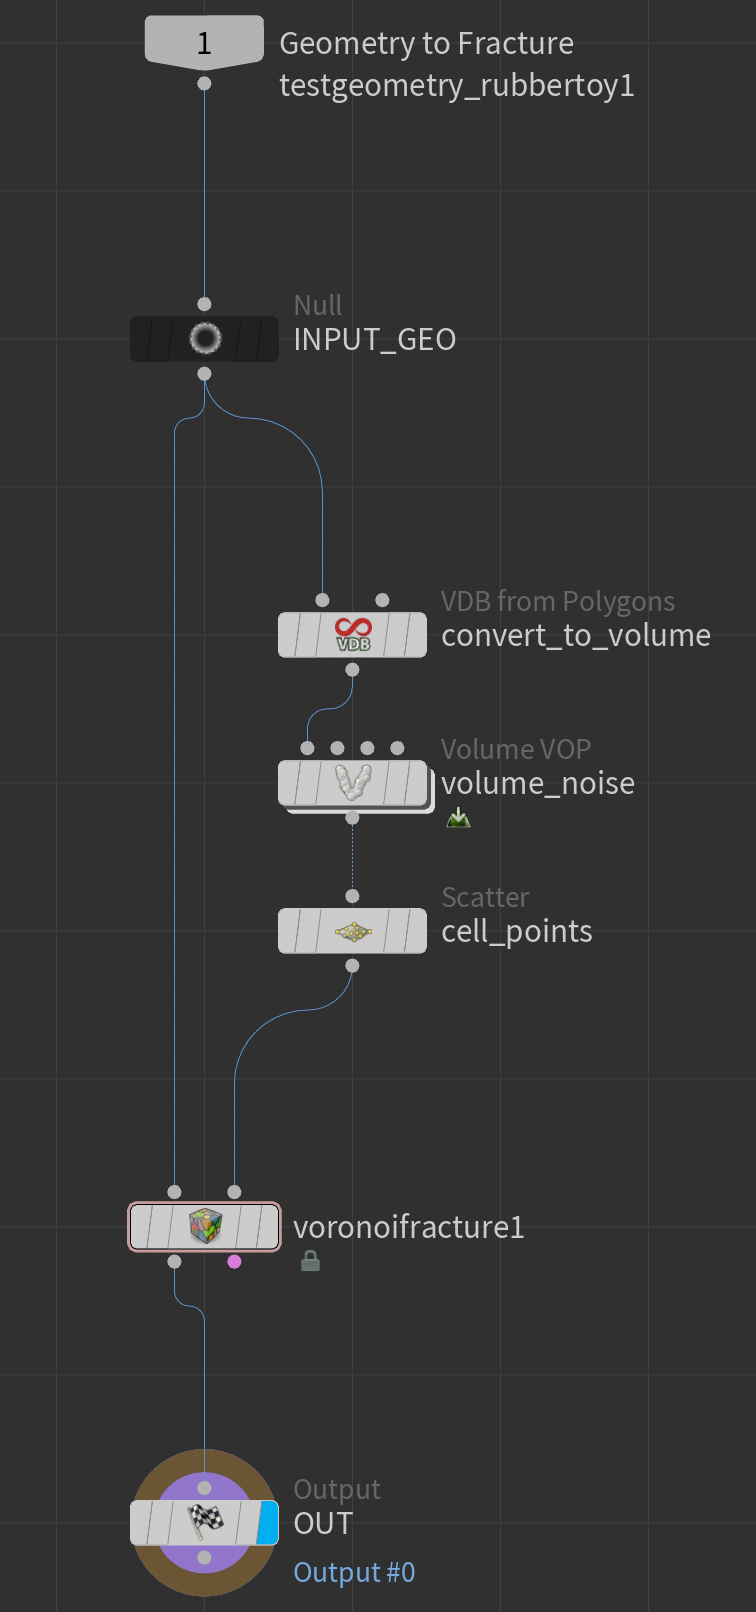 1
Geometry to Fracture
testgeometry_rubbertoy1
Null
INPUT_GEO
VDB from Polygons
convert_to_volume
VDB
Volume VOP
volume_noise
Scatter
cell_points
voronoifracture1
Output
OUT
Output #0